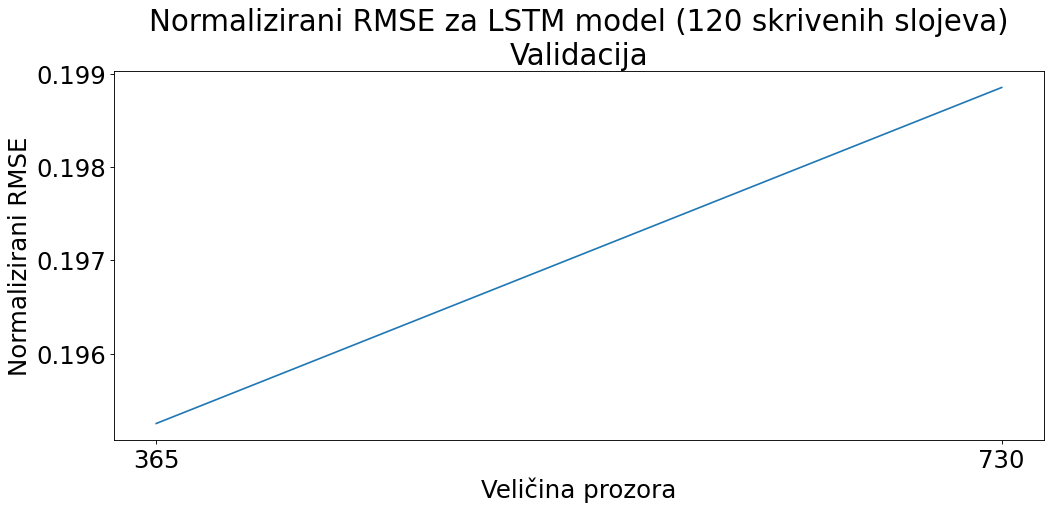 Normalizirani RMSE za LSTM model (120 skrivenih slojeva)
Validacija
0.199
0.198
0.197
0.196
Normalizirani RMSE
365
730
Veličina prozora